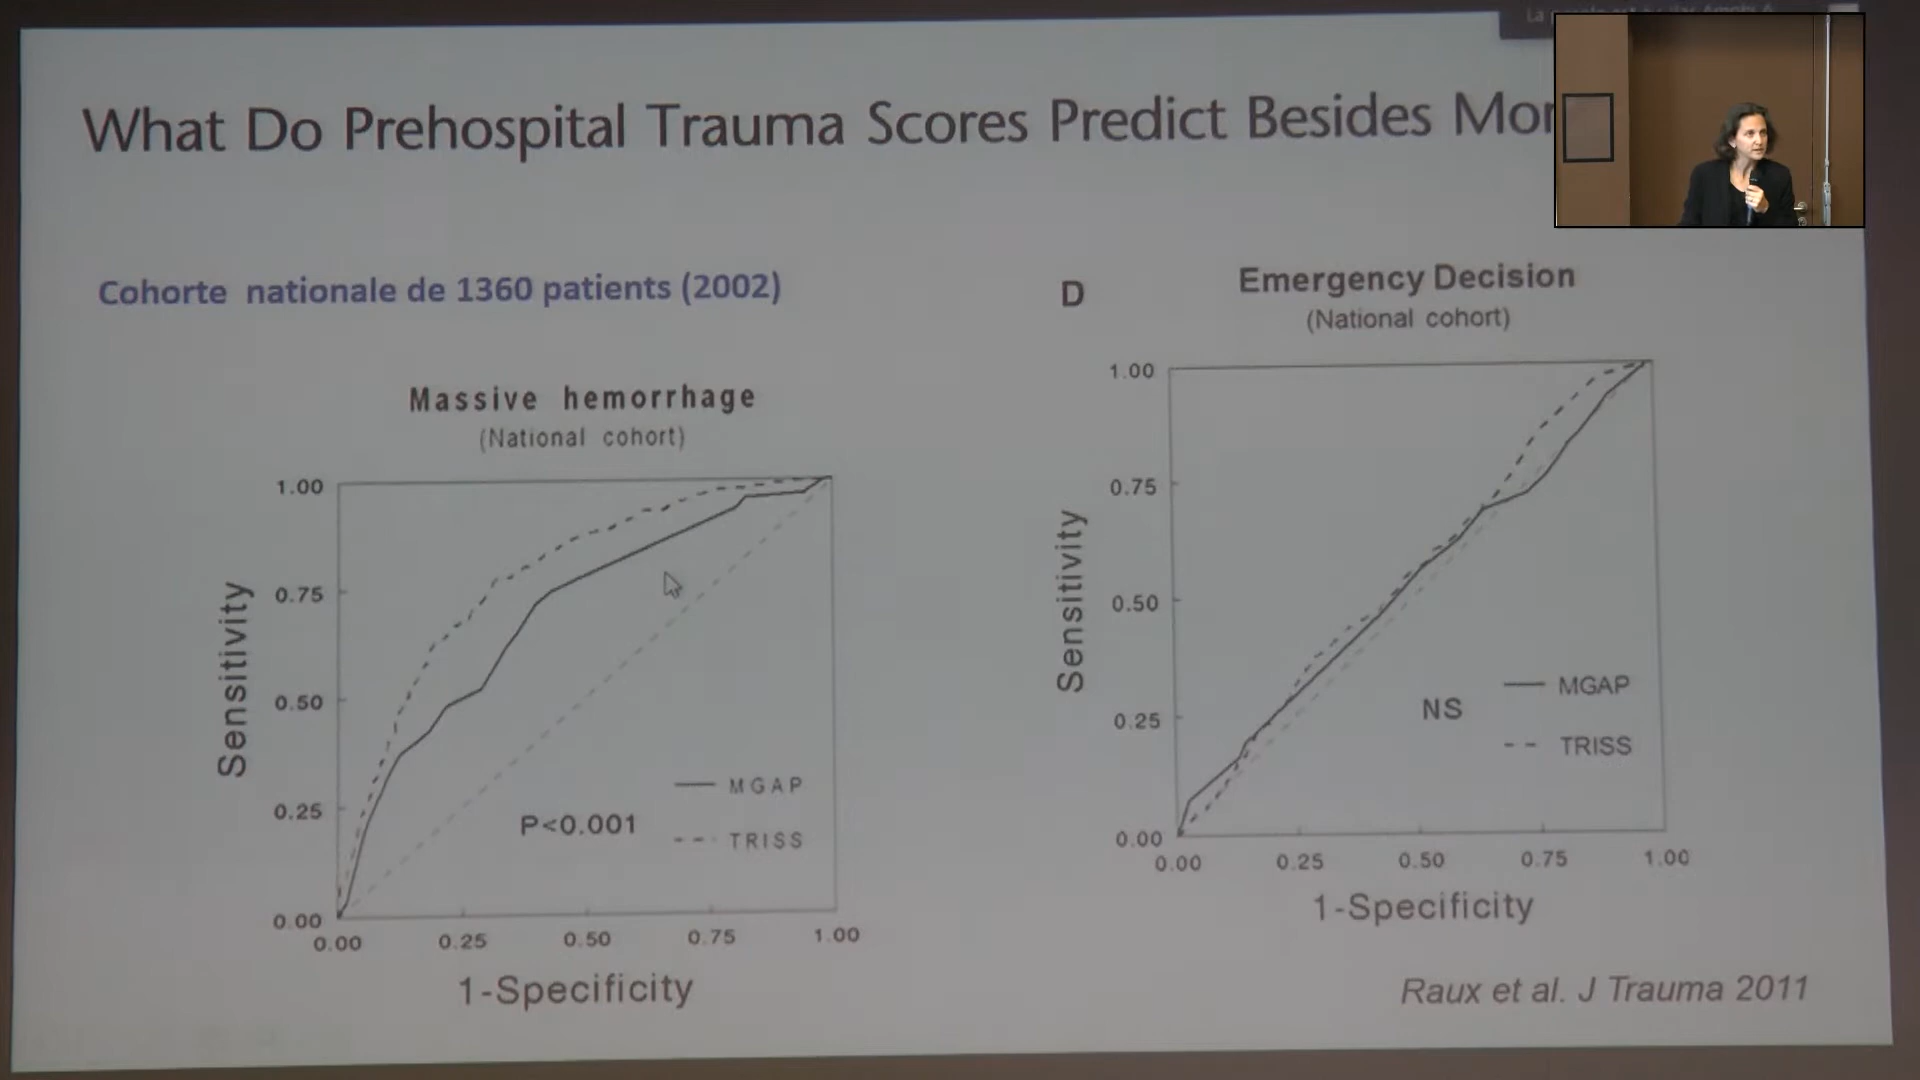 What Do Prehospital Trauma Scores Predict Besides Mor
Cohorte nationale de 1360 patients (2002)
Massive hemorrhage
(National cohort)
Sensitivity
1.00
0.75
0.50
0.25
0.00
0.00 0.25 0.50 0.75 1.00
1-Specificity
P<0.001
MGAP
TRISS
D
Emergency Decision
(National cohort)
Sensitivity
1.00
0.75
0.50
0.25
0.00
0.00 0.25 0.50 0.75 1.00
1-Specificity
NS
MGAP
TRISS
Raux et al. J Trauma 2011